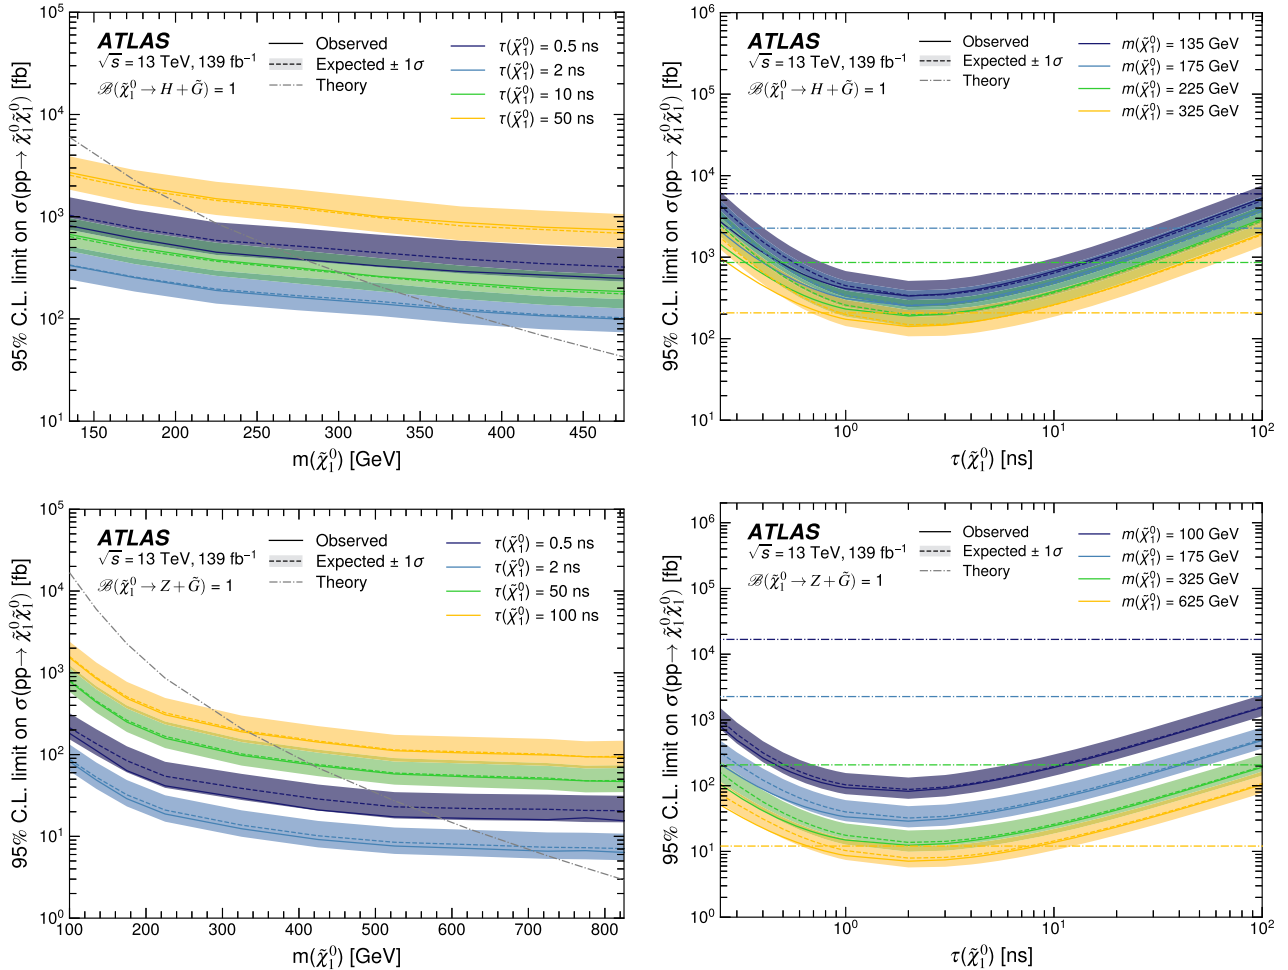 ATLAS
√s = 13 TeV, 139 fb⁻¹
ℬ(χ̃₁⁰ → H + G̃) = 1
Observed
Expected ± 1σ
Theory
τ(χ̃₁⁰) = 0.5 ns
τ(χ̃₁⁰) = 2 ns
τ(χ̃₁⁰) = 10 ns
τ(χ̃₁⁰) = 50 ns
95% C.L. limit on σ(pp→ χ̃₁⁰χ̃₁⁰) [fb]
10⁵
10⁴
10³
10²
10¹
150 200 250 300 350 400 450
m(χ̃₁⁰) [GeV]
ATLAS
√s = 13 TeV, 139 fb⁻¹
ℬ(χ̃₁⁰ → H + G̃) = 1
Observed
Expected ± 1σ
Theory
m(χ̃₁⁰) = 135 GeV
m(χ̃₁⁰) = 175 GeV
m(χ̃₁⁰) = 225 GeV
m(χ̃₁⁰) = 325 GeV
95% C.L. limit on σ(pp→ χ̃₁⁰χ̃₁⁰) [fb]
10⁶
10⁵
10⁴
10³
10²
10¹
10⁰ 10¹ 10²
τ(χ̃₁⁰) [ns]
ATLAS
√s = 13 TeV, 139 fb⁻¹
ℬ(χ̃₁⁰ → Z + G̃) = 1
Observed
Expected ± 1σ
Theory
τ(χ̃₁⁰) = 0.5 ns
τ(χ̃₁⁰) = 2 ns
τ(χ̃₁⁰) = 50 ns
τ(χ̃₁⁰) = 100 ns
95% C.L. limit on σ(pp→ χ̃₁⁰χ̃₁⁰) [fb]
10⁵
10⁴
10³
10²
10¹
10⁰
100 200 300 400 500 600 700 800
m(χ̃₁⁰) [GeV]
ATLAS
√s = 13 TeV, 139 fb⁻¹
ℬ(χ̃₁⁰ → Z + G̃) = 1
Observed
Expected ± 1σ
Theory
m(χ̃₁⁰) = 100 GeV
m(χ̃₁⁰) = 175 GeV
m(χ̃₁⁰) = 325 GeV
m(χ̃₁⁰) = 625 GeV
95% C.L. limit on σ(pp→ χ̃₁⁰χ̃₁⁰) [fb]
10⁶
10⁵
10⁴
10³
10²
10¹
10⁰
10⁰ 10¹ 10²
τ(χ̃₁⁰) [ns]